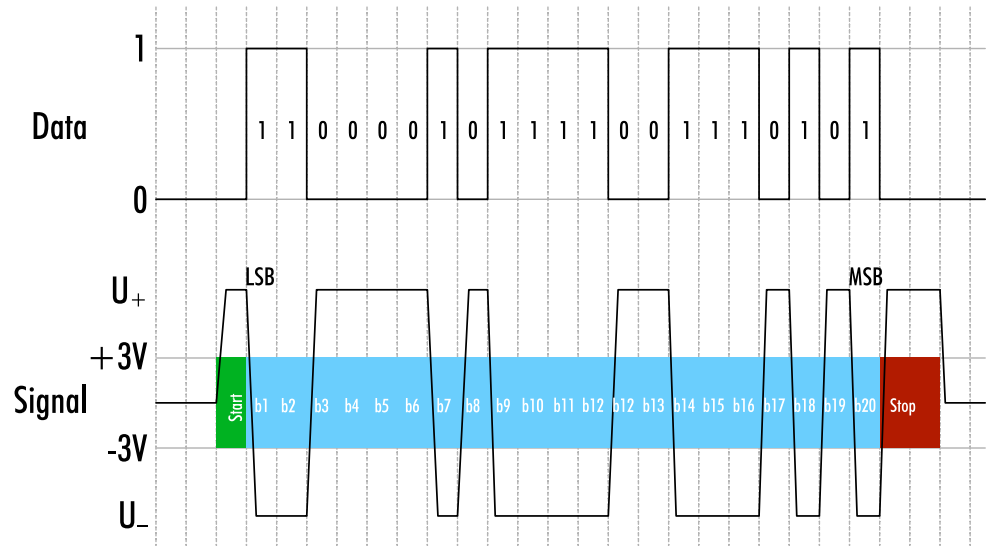 1
Data 1 1 0 0 0 0 1 0 1 1 1 1 0 0 1 1 1 0 1 0 1
0
LSB MSB
U+
+3V
Signal Start b1 b2 b3 b4 b5 b6 b7 b8 b9 b10 b11 b12 b12 b13 b14 b15 b16 b17 b18 b19 b20 Stop
-3V
U_